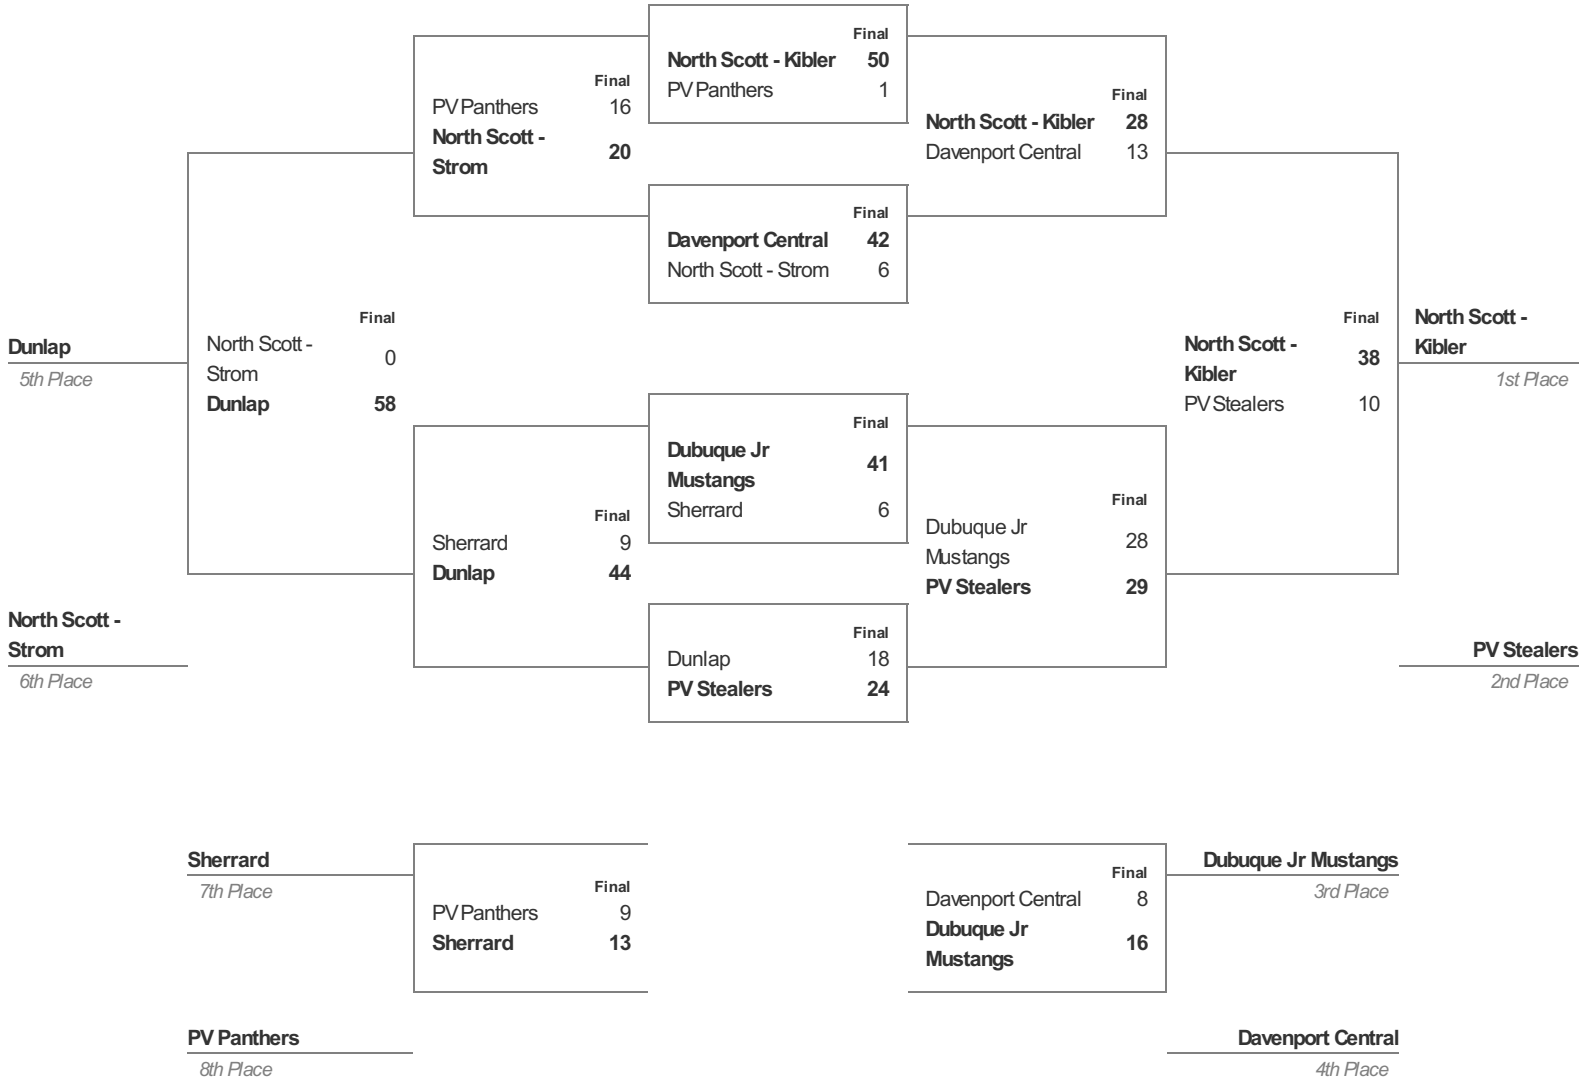 Final
North Scott - Kibler 50
PV Panthers 1
Final
PV Panthers 16
North Scott -
Strom
20
Final
North Scott - Kibler 28
Davenport Central 13
Final
Davenport Central 42
North Scott - Strom 6
Dunlap
5th Place
Final
North Scott -
Strom
0
Dunlap 58
Final
North Scott -
Kibler
38
PV Stealers 10
North Scott -
Kibler
1st Place
Final
Dubuque Jr
Mustangs
41
Sherrard 6
Final
Sherrard 9
Dunlap 44
Final
Dubuque Jr
Mustangs
28
PV Stealers 29
North Scott -
Strom
6th Place
Final
Dunlap 18
PV Stealers 24
PV Stealers
2nd Place
Sherrard
7th Place
Final
PV Panthers 9
Sherrard 13
Final
Davenport Central 8
Dubuque Jr
Mustangs
16
Dubuque Jr Mustangs
3rd Place
PV Panthers
8th Place
Davenport Central
4th Place